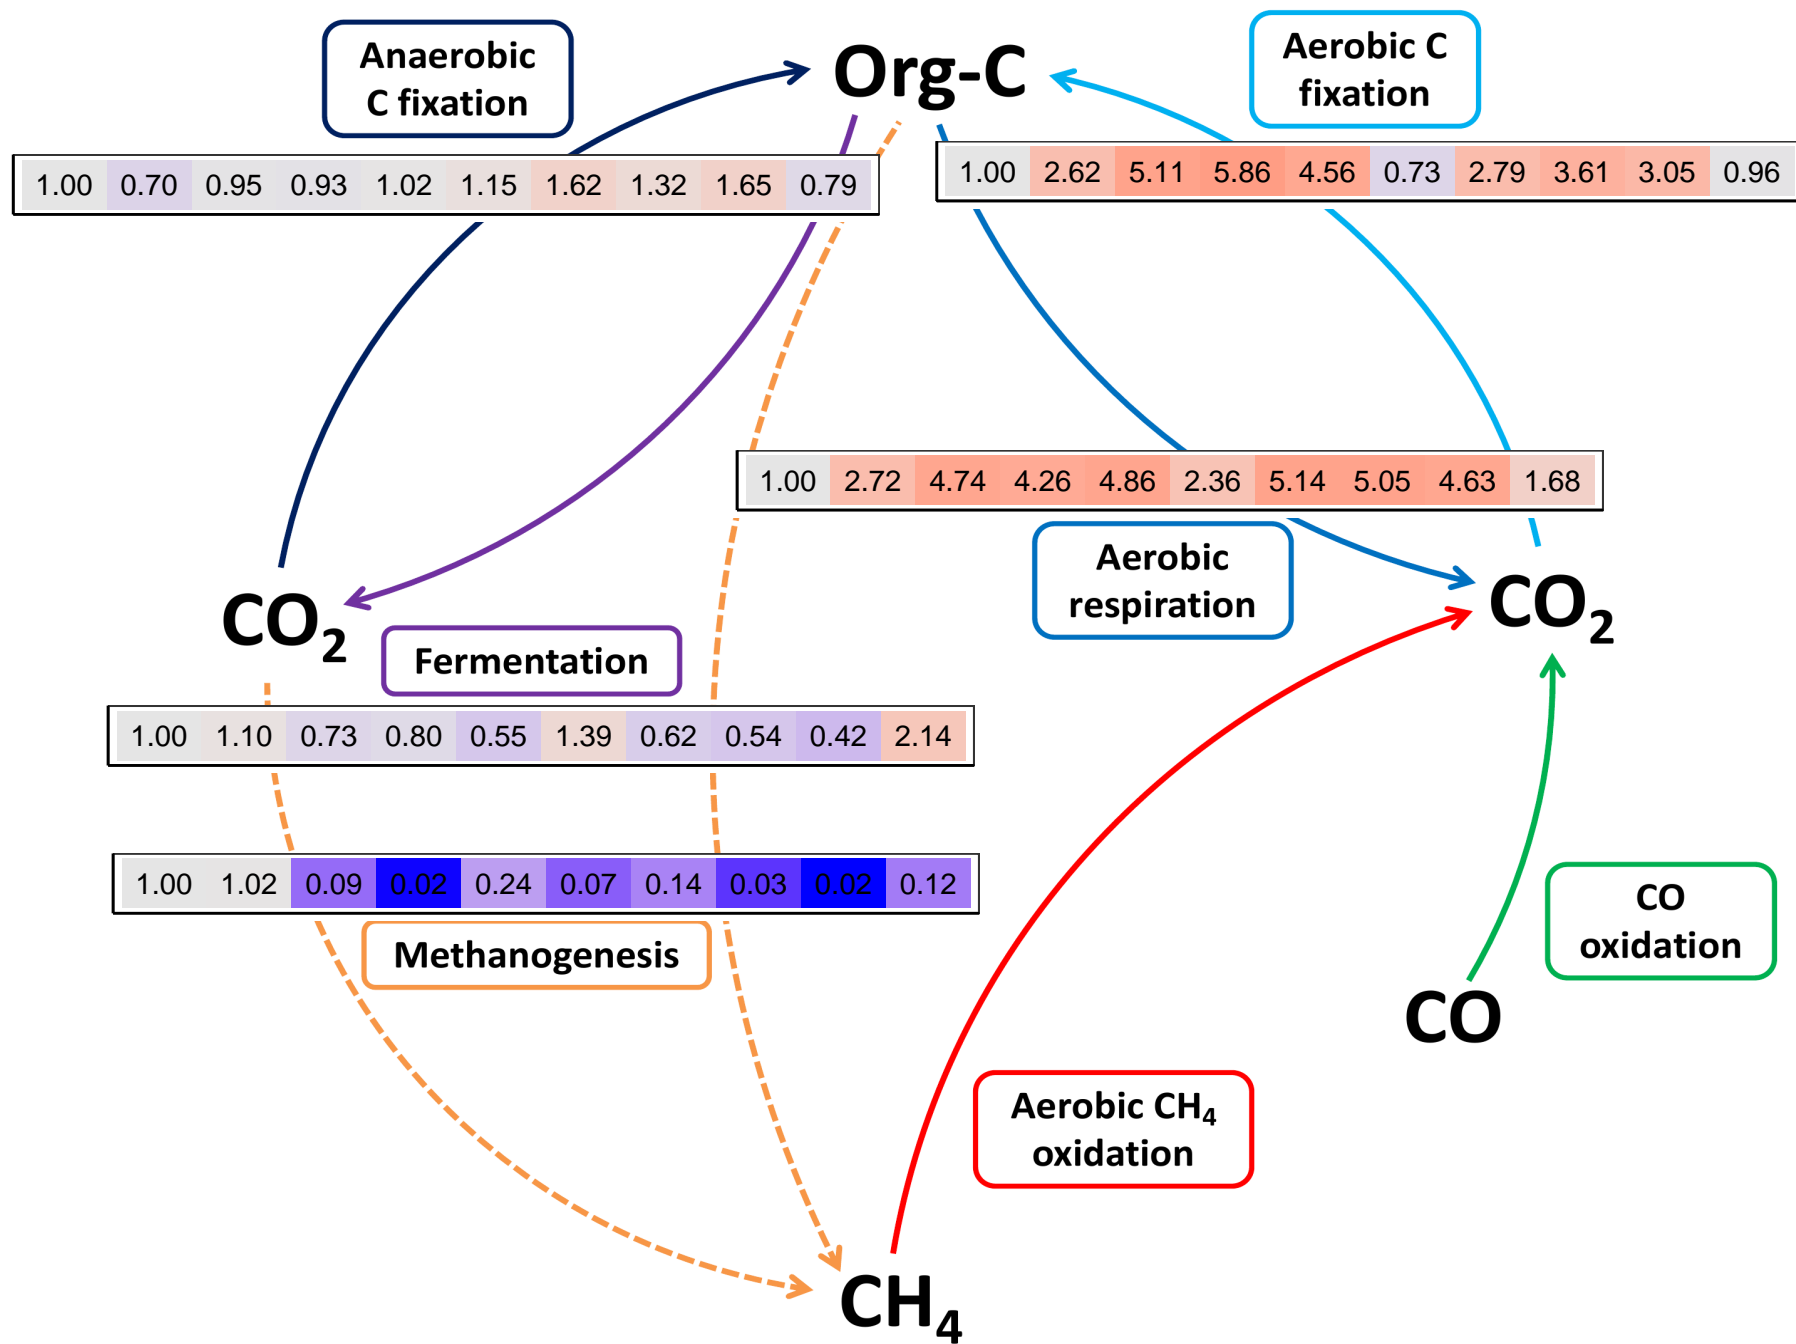 Anaerobic
C fixation
Org-C
Aerobic C
fixation
1.00 0.70 0.95 0.93 1.02 1.15 1.62 1.32 1.65 0.79
1.00 2.62 5.11 5.86 4.56 0.73 2.79 3.61 3.05 0.96
1.00 2.72 4.74 4.26 4.86 2.36 5.14 5.05 4.63 1.68
Aerobic
respiration
CO₂
CO₂
Fermentation
1.00 1.10 0.73 0.80 0.55 1.39 0.62 0.54 0.42 2.14
1.00 1.02 0.09 0.02 0.24 0.07 0.14 0.03 0.02 0.12
Methanogenesis
CO
oxidation
CO
Aerobic CH₄
oxidation
CH₄